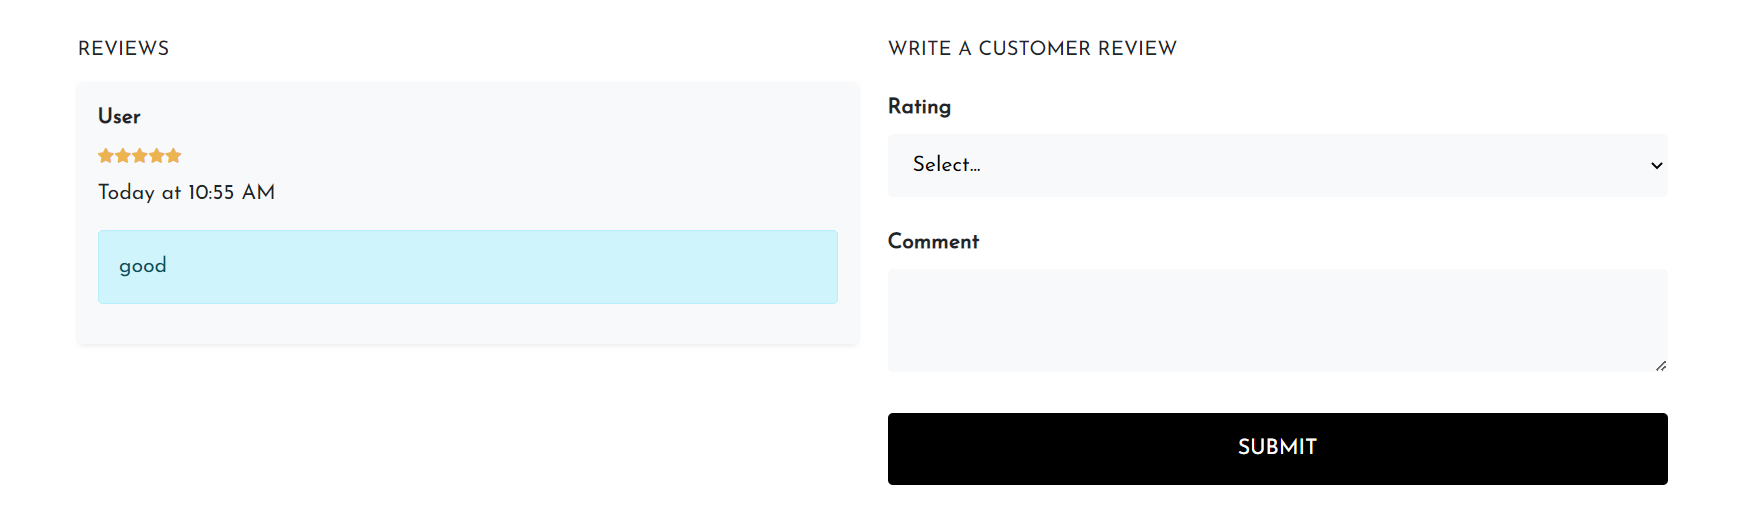 REVIEWS
User
Today at 10:55 AM
good
WRITE A CUSTOMER REVIEW
Rating
Select...
Comment
SUBMIT